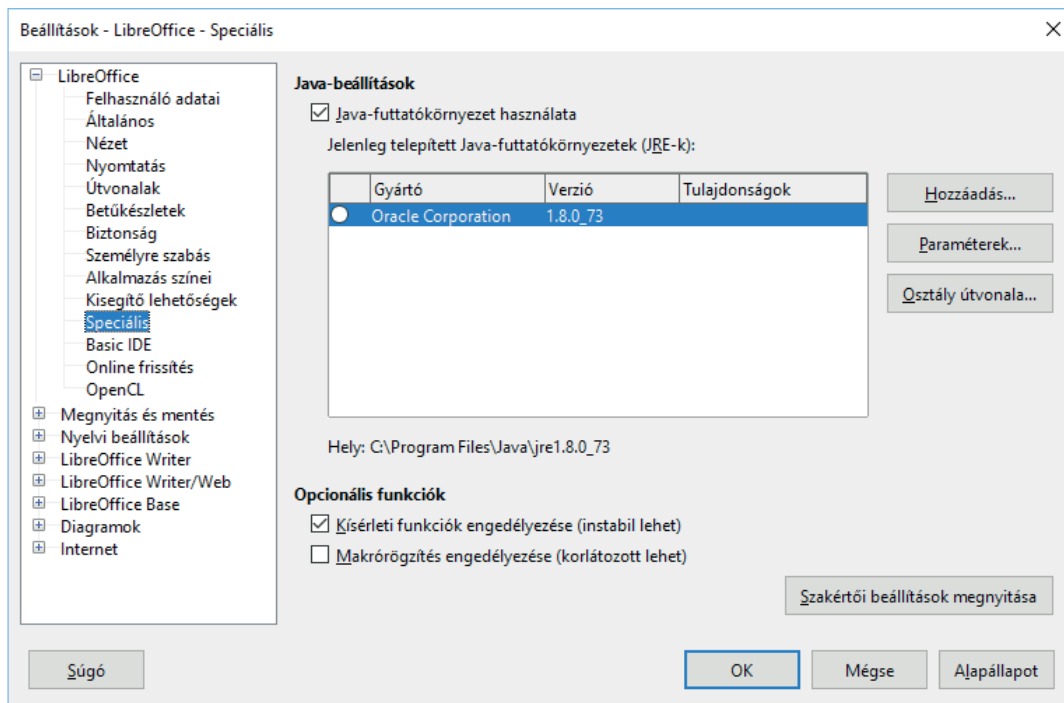 Beállítások - LibreOffice - Speciális
LibreOffice
Felhasználó adatai
Általános
Nézet
Nyomtatás
Útvonalak
Betűkészletek
Biztonság
Személyre szabás
Alkalmazás színei
Kisegítő lehetőségek
Speciális
Basic IDE
Online frissítés
OpenCL
Megnyitás és mentés
Nyelvi beállítások
LibreOffice Writer
LibreOffice Writer/Web
LibreOffice Base
Diagramok
Internet
Java-beállítások
Java-futtatókörnyezet használata
Jelenleg telepített Java-futtatókörnyezetek (JRE-k):
Gyártó Verzió Tulajdonságok
Oracle Corporation 1.8.0_73
Hozzáadás...
Paraméterek...
Osztály útvonala...
Hely: C:\Program Files\Java\jre1.8.0_73
Opcionális funkciók
Kísérleti funkciók engedélyezése (instabil lehet)
Makrórögzítés engedélyezése (korlátozott lehet)
Szakértői beállítások megnyitása
Súgó OK Mégse Alapállapot